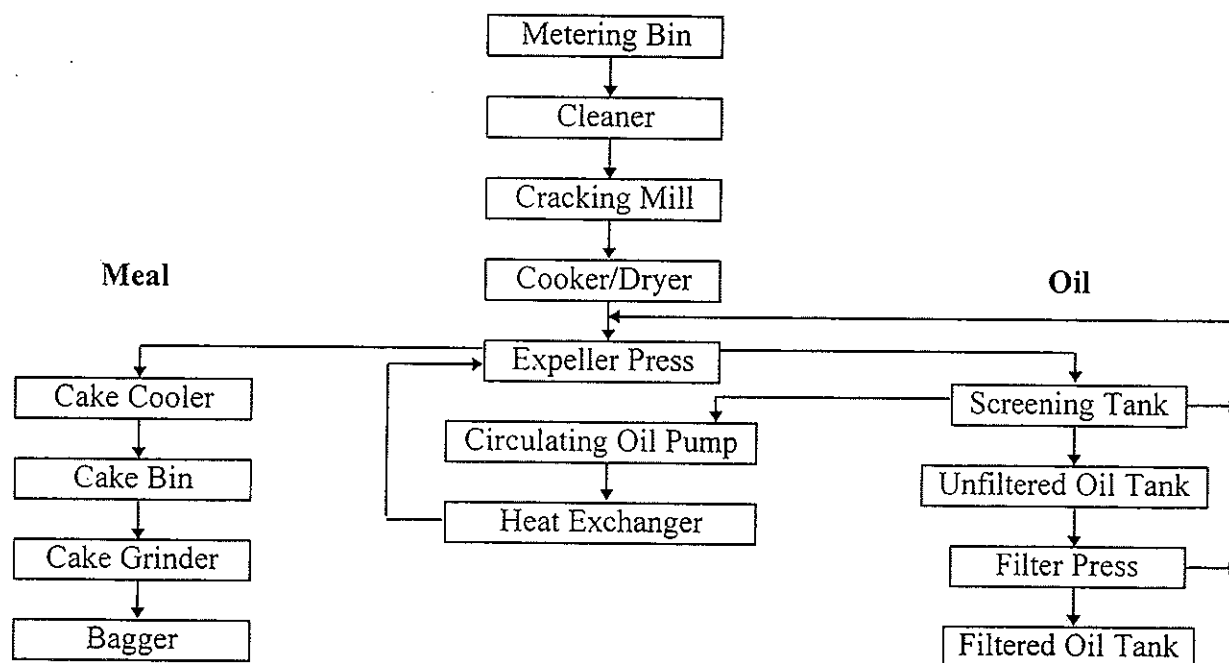 Metering Bin
Cleaner
Cracking Mill
Cooker/Dryer
Meal
Oil
Expeller Press
Cake Cooler
Cake Bin
Cake Grinder
Bagger
Circulating Oil Pump
Heat Exchanger
Screening Tank
Unfiltered Oil Tank
Filter Press
Filtered Oil Tank